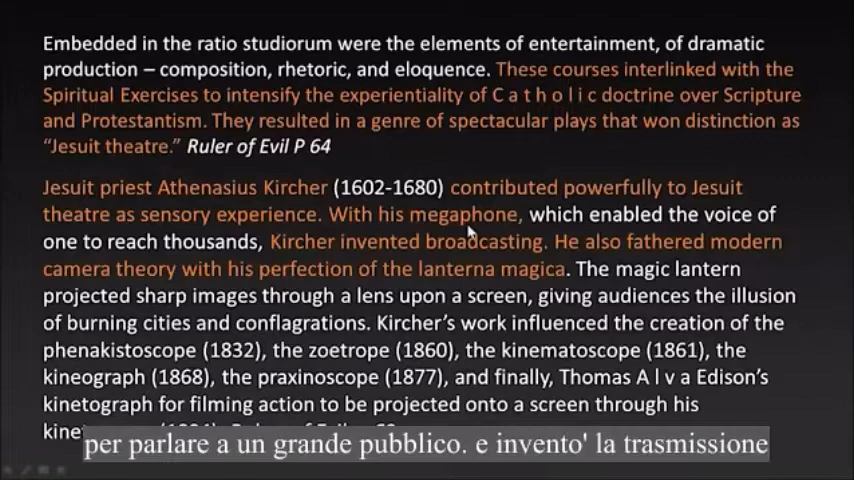 Embedded in the ratio studiorum were the elements of entertainment, of dramatic
production – composition, rhetoric, and eloquence. These courses interlinked with the
Spiritual Exercises to intensify the experientiality of C a t h o l i c doctrine over Scripture
and Protestantism. They resulted in a genre of spectacular plays that won distinction as
“Jesuit theatre.” Ruler of Evil P 64
Jesuit priest Athenasius Kircher (1602-1680) contributed powerfully to Jesuit
theatre as sensory experience. With his megaphone, which enabled the voice of
one to reach thousands, Kircher invented broadcasting. He also fathered modern
camera theory with his perfection of the lanterna magica. The magic lantern
projected sharp images through a lens upon a screen, giving audiences the illusion
of burning cities and conflagrations. Kircher’s work influenced the creation of the
phenakistoscope (1832), the zoetrope (1860), the kinematoscope (1861), the
kineograph (1868), the praxinoscope (1877), and finally, Thomas A l v a Edison’s
kinetograph for filming action to be projected onto a screen through his
per parlare a un grande pubblico. e invento' la trasmissione